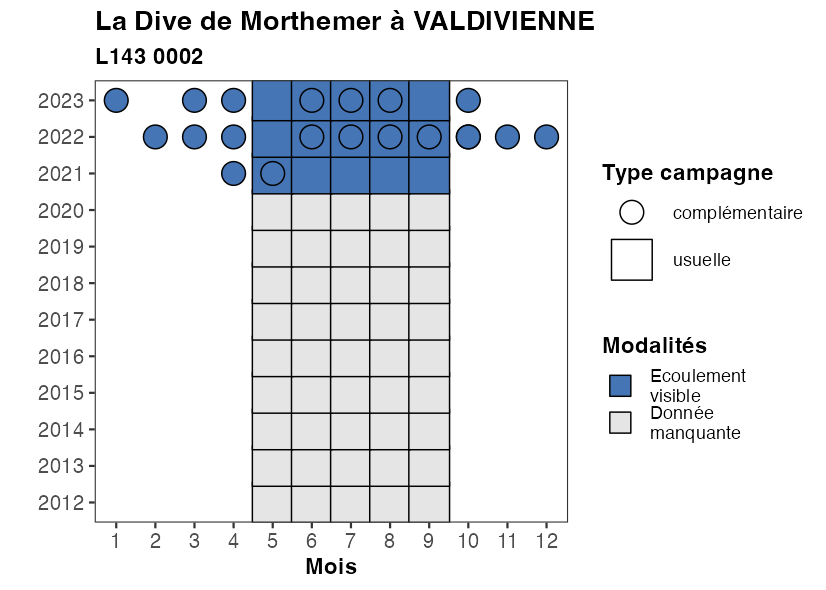 La Dive de Morthemer à VALDIVIENNE
L143 0002
2023
2022
2021
2020
2019
2018
2017
2016
2015
2014
2013
2012
1 2 3 4 5 6 7 8 9 10 11 12
Mois
Type campagne
complémentaire
usuelle
Modalités
Ecoulement
visible
Donnée
manquante